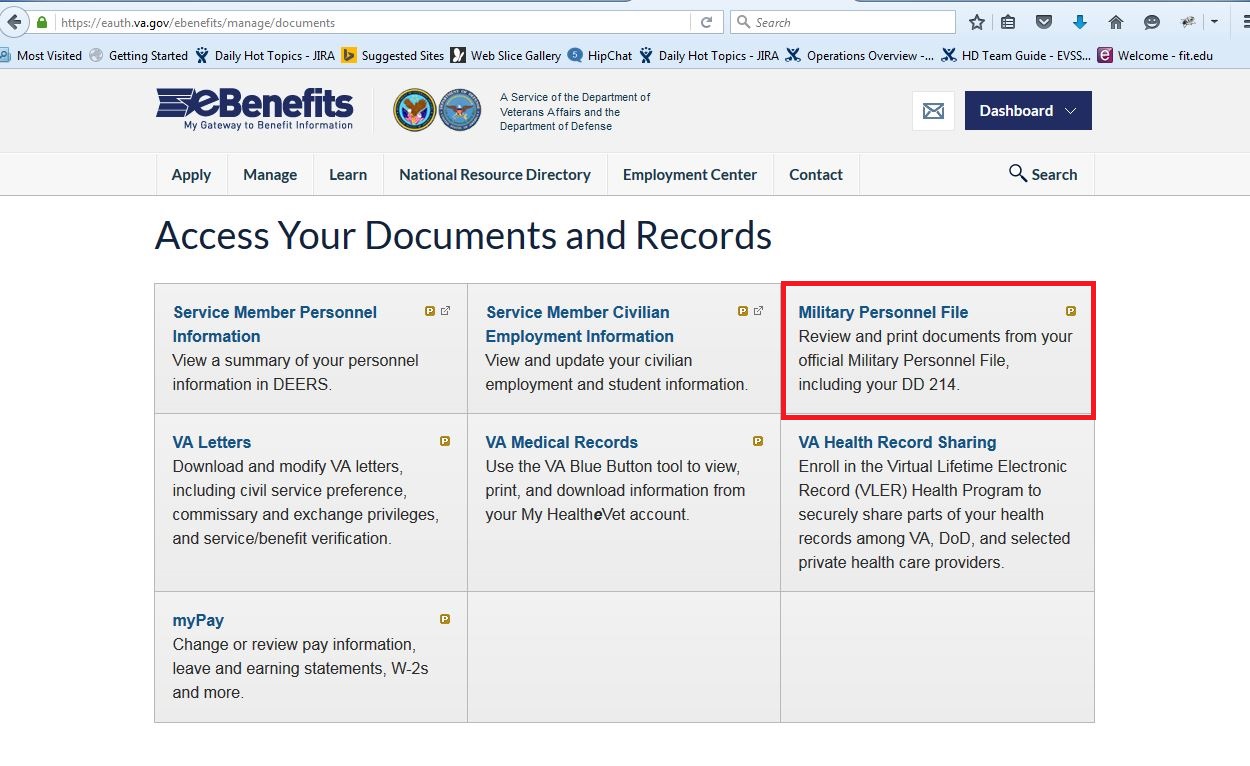 https://eauth.va.gov/ebenefits/manage/documents
Search
Most Visited Getting Started Daily Hot Topics - JIRA Suggested Sites Web Slice Gallery HipChat Daily Hot Topics - JIRA Operations Overview -... HD Team Guide - EVSS... Welcome - fit.edu
eBenefits
My Gateway to Benefit Information
A Service of the Department of
Veterans Affairs and the
Department of Defense
Dashboard
Apply Manage Learn National Resource Directory Employment Center Contact Search
Access Your Documents and Records
Service Member Personnel
Information
View a summary of your personnel
information in DEERS.
Service Member Civilian
Employment Information
View and update your civilian
employment and student information.
Military Personnel File
Review and print documents from your
official Military Personnel File,
including your DD 214.
VA Letters
Download and modify VA letters,
including civil service preference,
commissary and exchange privileges,
and service/benefit verification.
VA Medical Records
Use the VA Blue Button tool to view,
print, and download information from
your My HealtheVet account.
VA Health Record Sharing
Enroll in the Virtual Lifetime Electronic
Record (VLER) Health Program to
securely share parts of your health
records among VA, DoD, and selected
private health care providers.
myPay
Change or review pay information,
leave and earning statements, W-2s
and more.